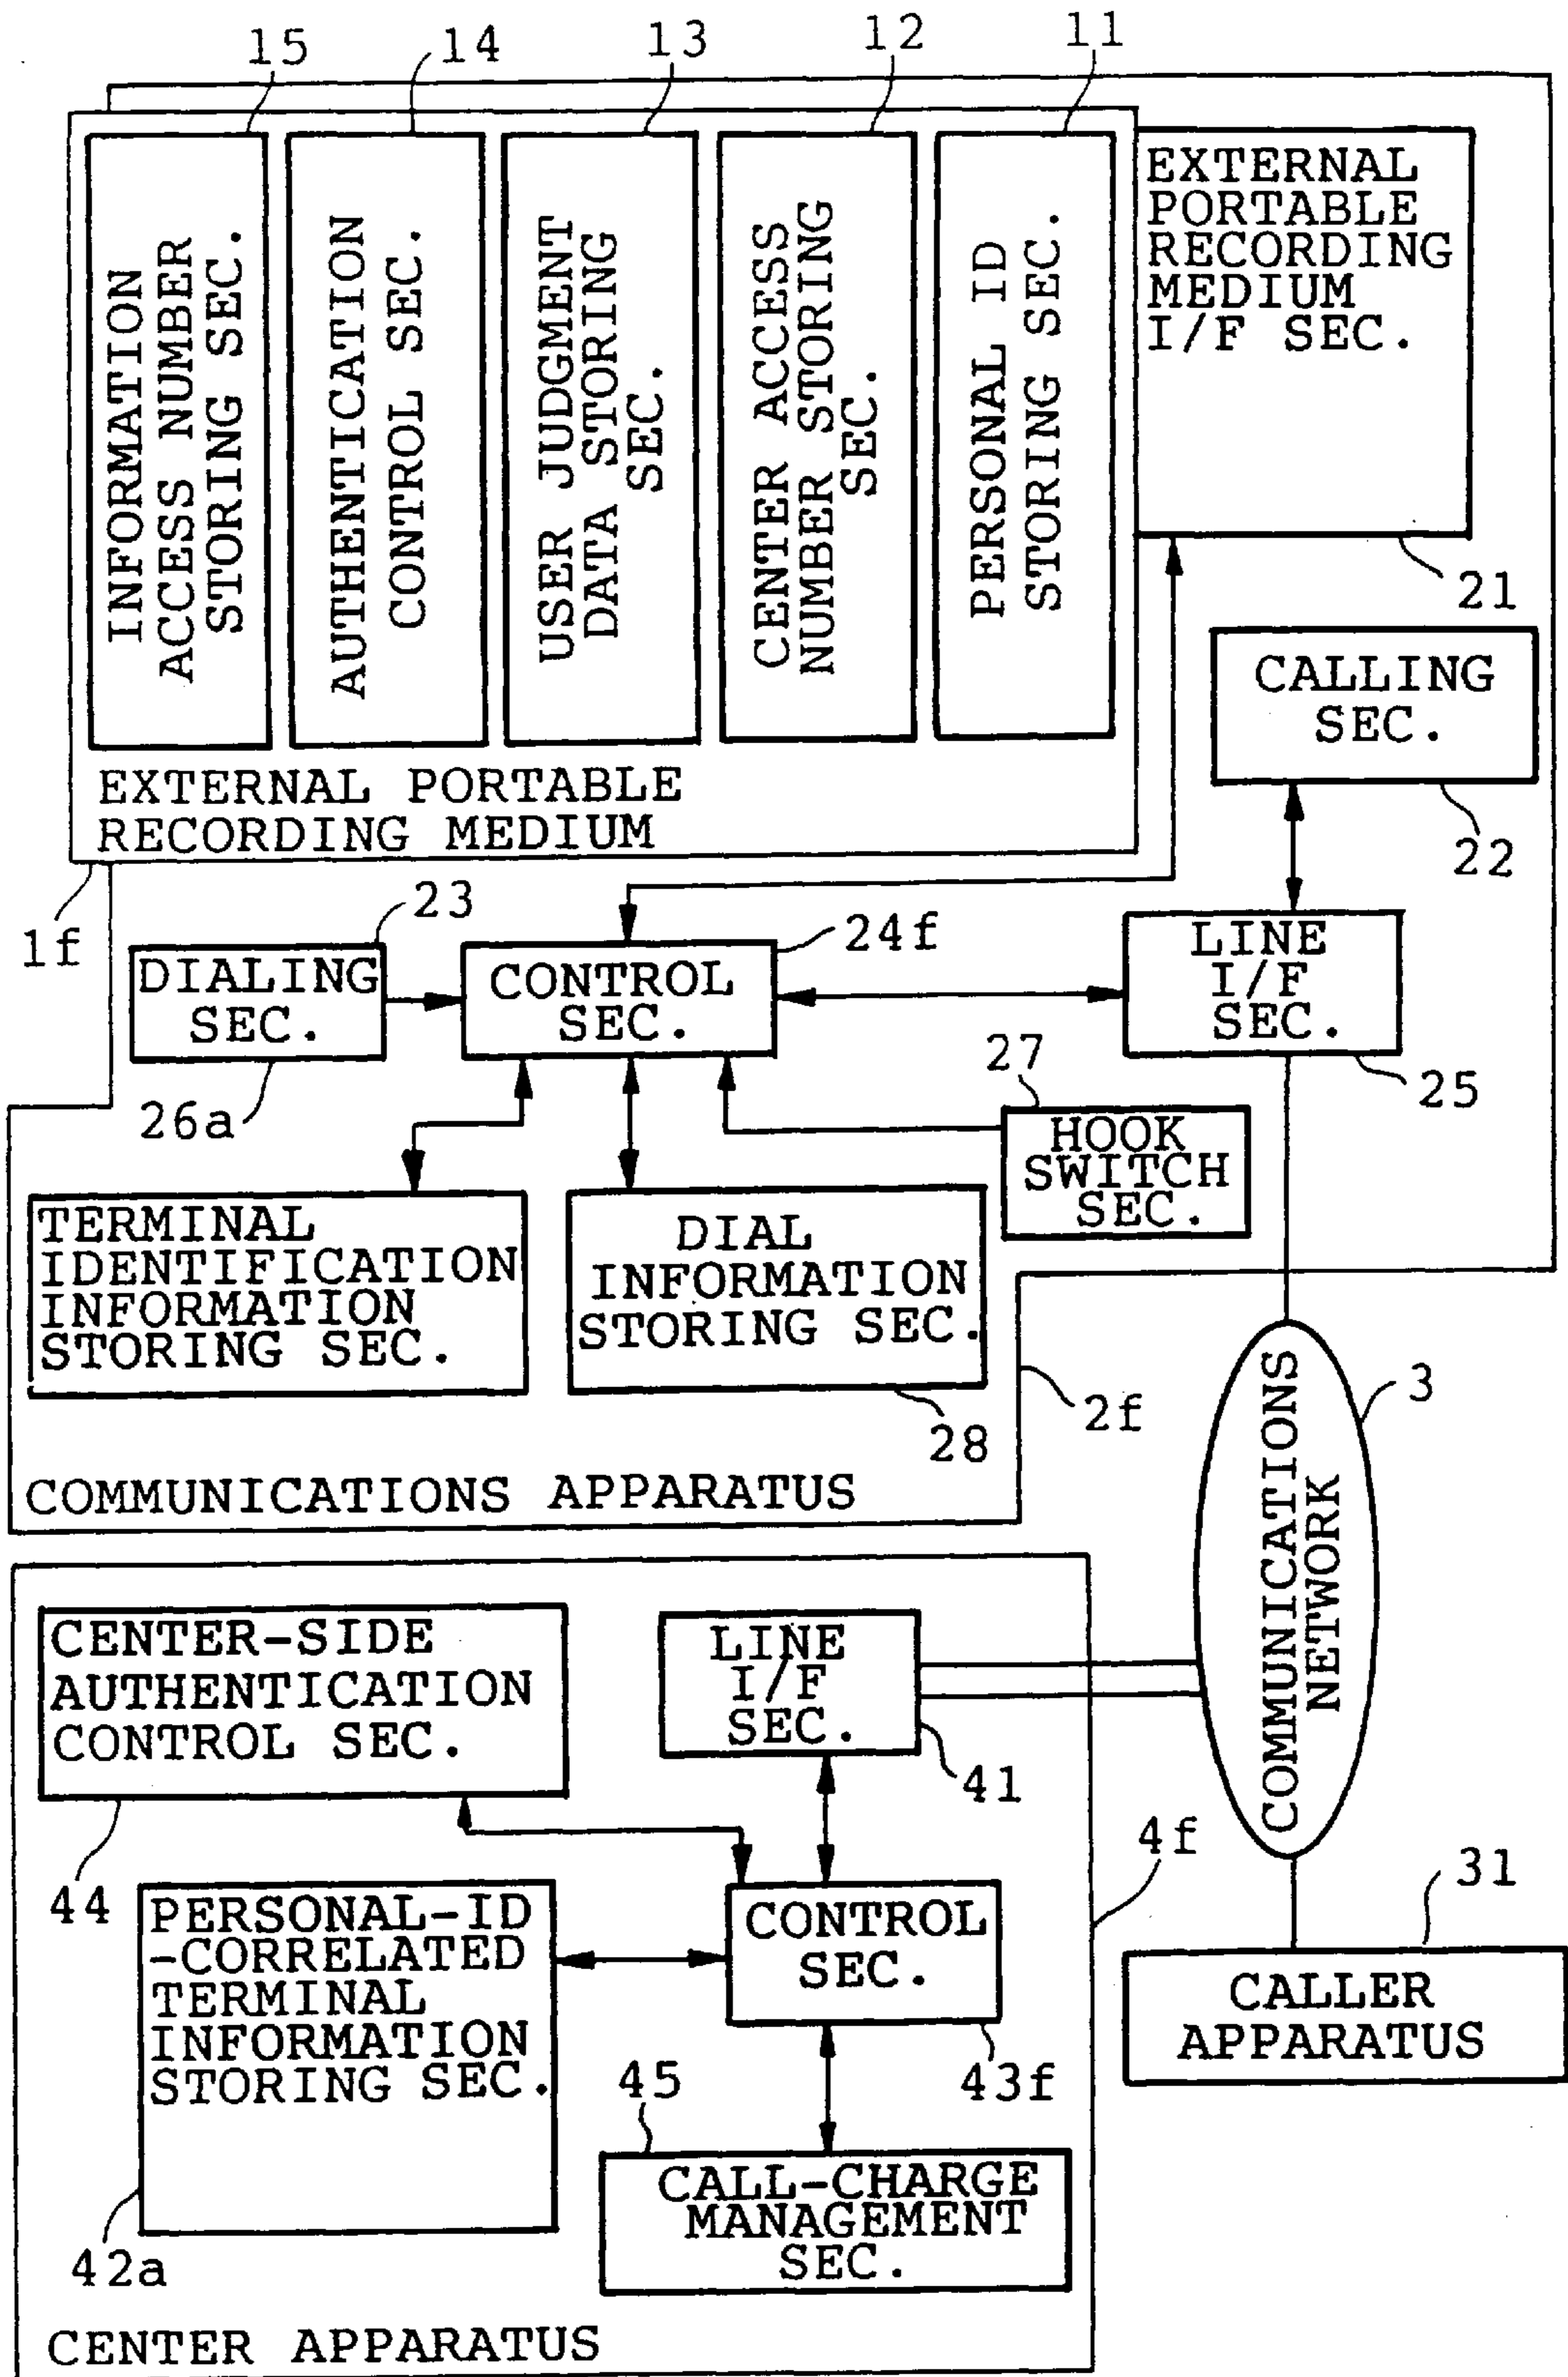 15
14
13
12
11
INFORMATION
ACCESS NUMBER
STORING SEC.
AUTHENTICATION
CONTROL SEC.
USER JUDGMENT
DATA STORING
SEC.
CENTER ACCESS
NUMBER STORING
SEC.
PERSONAL ID
STORING SEC.
EXTERNAL
PORTABLE
RECORDING
MEDIUM
I/F SEC.
21
CALLING
SEC.
22
EXTERNAL PORTABLE
RECORDING MEDIUM
1f
23
DIALING
SEC.
26a
24f
CONTROL
SEC.
LINE
I/F
SEC.
25
27
HOOK
SWITCH
SEC.
TERMINAL
IDENTIFICATION
INFORMATION
STORING SEC.
DIAL
INFORMATION
STORING SEC.
28
2f
COMMUNICATIONS APPARATUS
3
COMMUNICATIONS
NETWORK
CENTER-SIDE
AUTHENTICATION
CONTROL SEC.
44
LINE
I/F
SEC.
41
4f
PERSONAL-ID
-CORRELATED
TERMINAL
INFORMATION
STORING SEC.
42a
CONTROL
SEC.
43f
31
CALLER
APPARATUS
45
CALL-CHARGE
MANAGEMENT
SEC.
CENTER APPARATUS